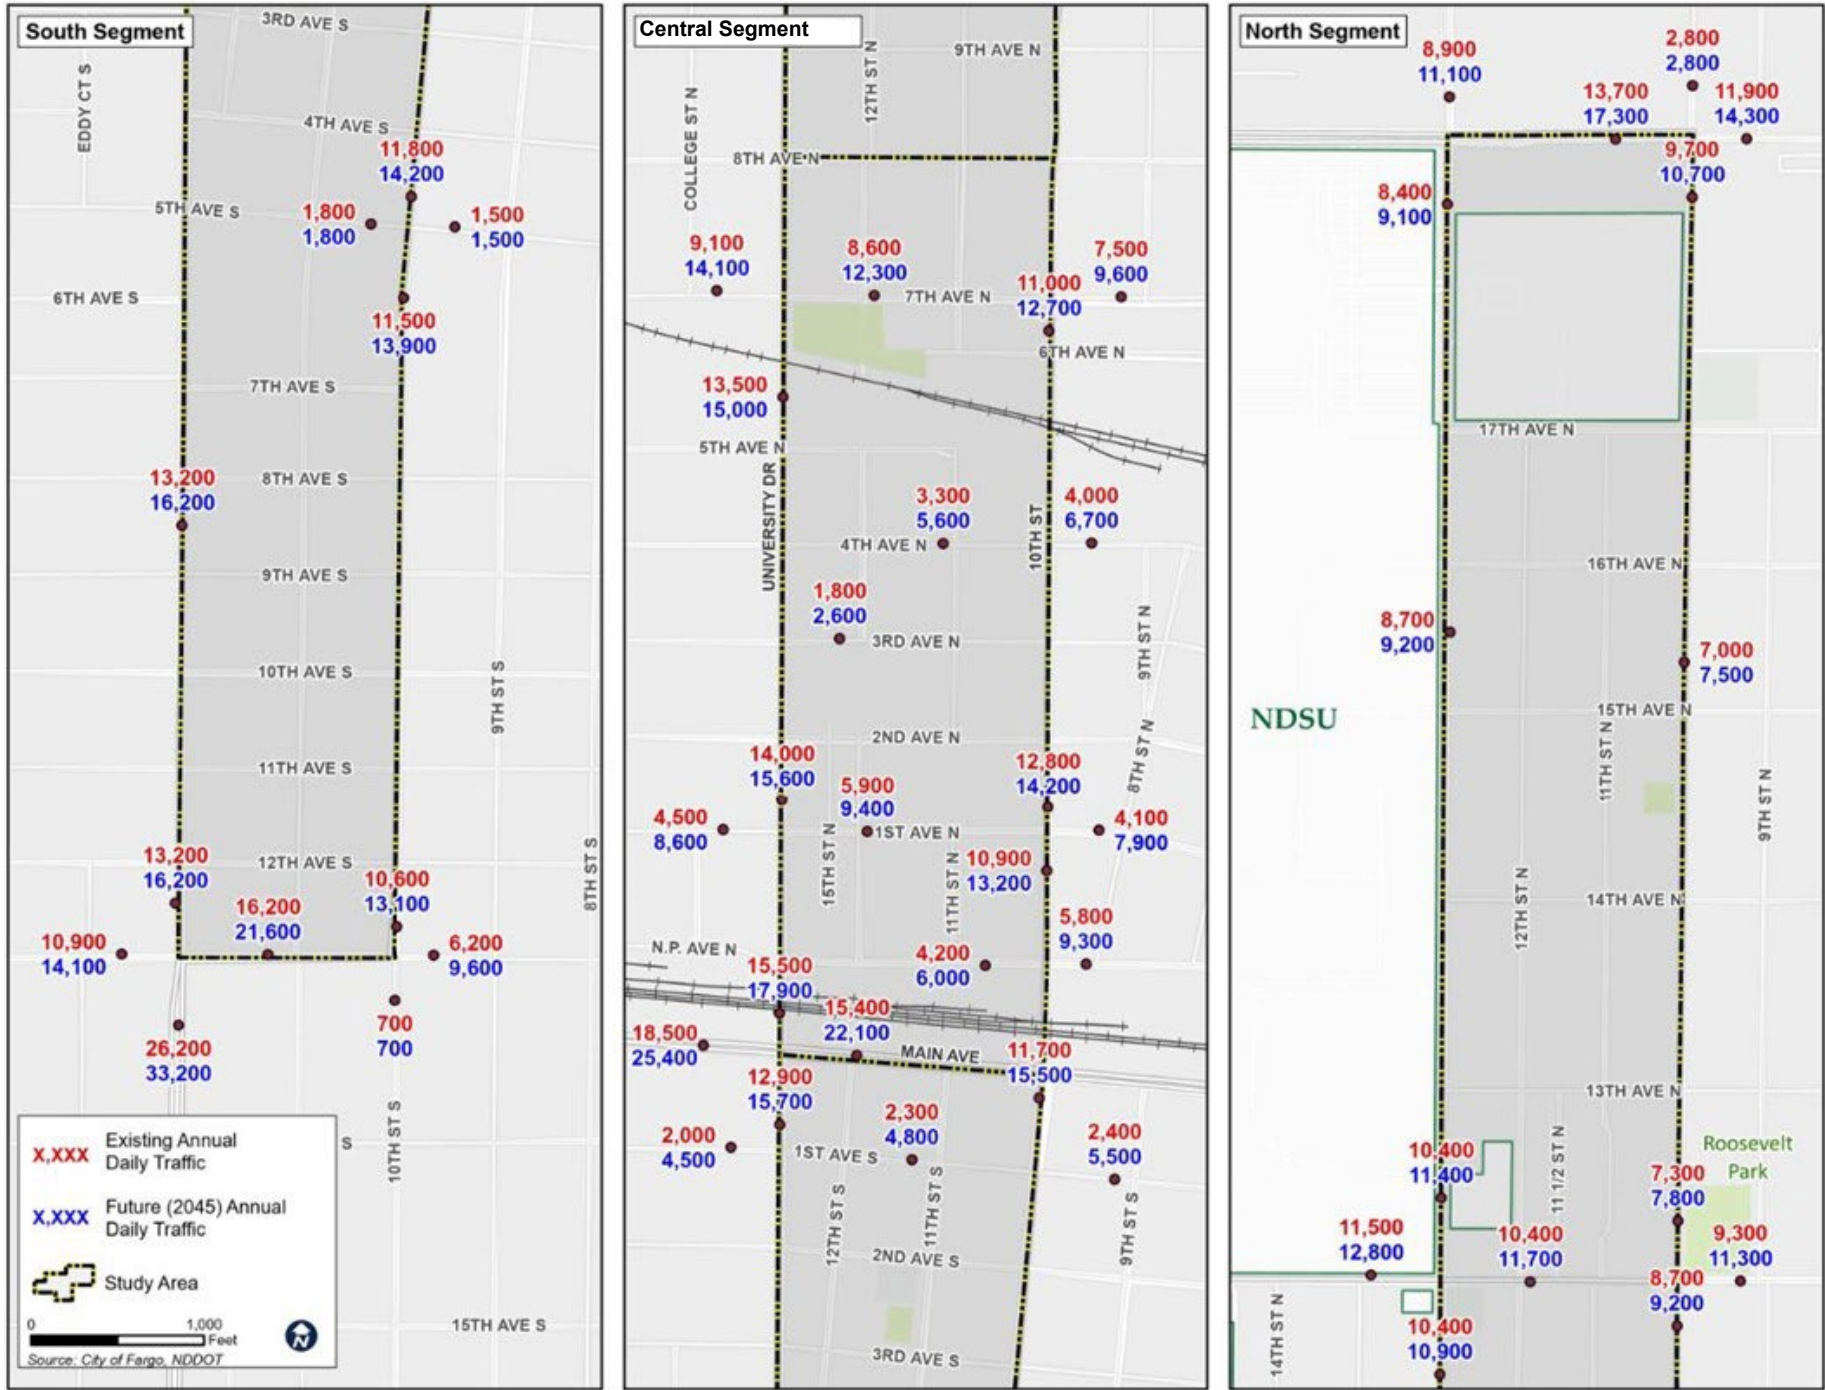 South Segment
3RD AVE S
EDDY CT S
4TH AVE S
11,800
14,200
5TH AVE S
1,800
1,800
1,500
1,500
6TH AVE S
11,500
13,900
7TH AVE S
13,200
16,200
8TH AVE S
9TH AVE S
10TH AVE S
9TH ST S
11TH AVE S
13,200
16,200
12TH AVE S
10,600
13,100
8TH ST S
16,200
21,600
10,900
14,100
6,200
9,600
700
700
26,200
33,200
10TH ST S
S
15TH AVE S
X,XXX
Existing Annual
Daily Traffic
X,XXX
Future (2045) Annual
Daily Traffic
Study Area
0
1,000
Feet
N
Source: City of Fargo, NDDOT
Central Segment
12TH ST N
9TH AVE N
COLLEGE ST N
8TH AVE N
9,100
14,100
8,600
12,300
7,500
9,600
7TH AVE N
11,000
12,700
6TH AVE N
13,500
15,000
5TH AVE N
UNIVERSITY DR
3,300
5,600
10TH ST
4,000
6,700
4TH AVE N
1,800
2,600
3RD AVE N
9TH ST N
2ND AVE N
8TH ST N
14,000
15,600
12,800
14,200
5,900
9,400
4,500
8,600
1ST AVE N
4,100
7,900
15TH ST N
11TH ST N
10,900
13,200
5,800
9,300
N.P. AVE N
4,200
6,000
15,500
17,900
15,400
22,100
18,500
25,400
MAIN AVE
11,700
15,500
12,900
15,700
2,300
4,800
2,000
4,500
2,400
5,500
1ST AVE S
12TH ST S
11TH ST S
9TH ST S
2ND AVE S
3RD AVE S
North Segment
8,900
11,100
2,800
2,800
13,700
17,300
11,900
14,300
9,700
10,700
8,400
9,100
17TH AVE N
16TH AVE N
8,700
9,200
7,000
7,500
NDSU
15TH AVE N
11TH ST N
9TH ST N
12TH ST N
14TH AVE N
13TH AVE N
11 1/2 ST N
Roosevelt
Park
10,400
11,400
7,300
7,800
11,500
12,800
10,400
11,700
9,300
11,300
8,700
9,200
14TH ST N
10,400
10,900